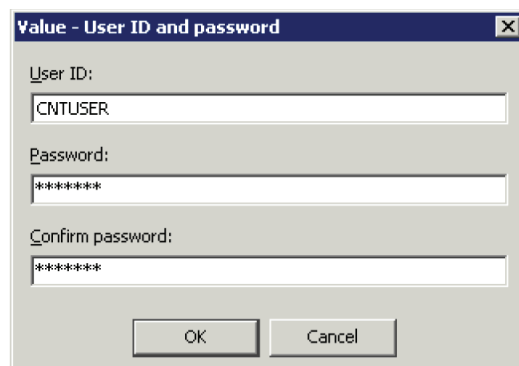 Value - User ID and password
User ID:
CNTUSER
Password:
*******
Confirm password:
*******
OK Cancel